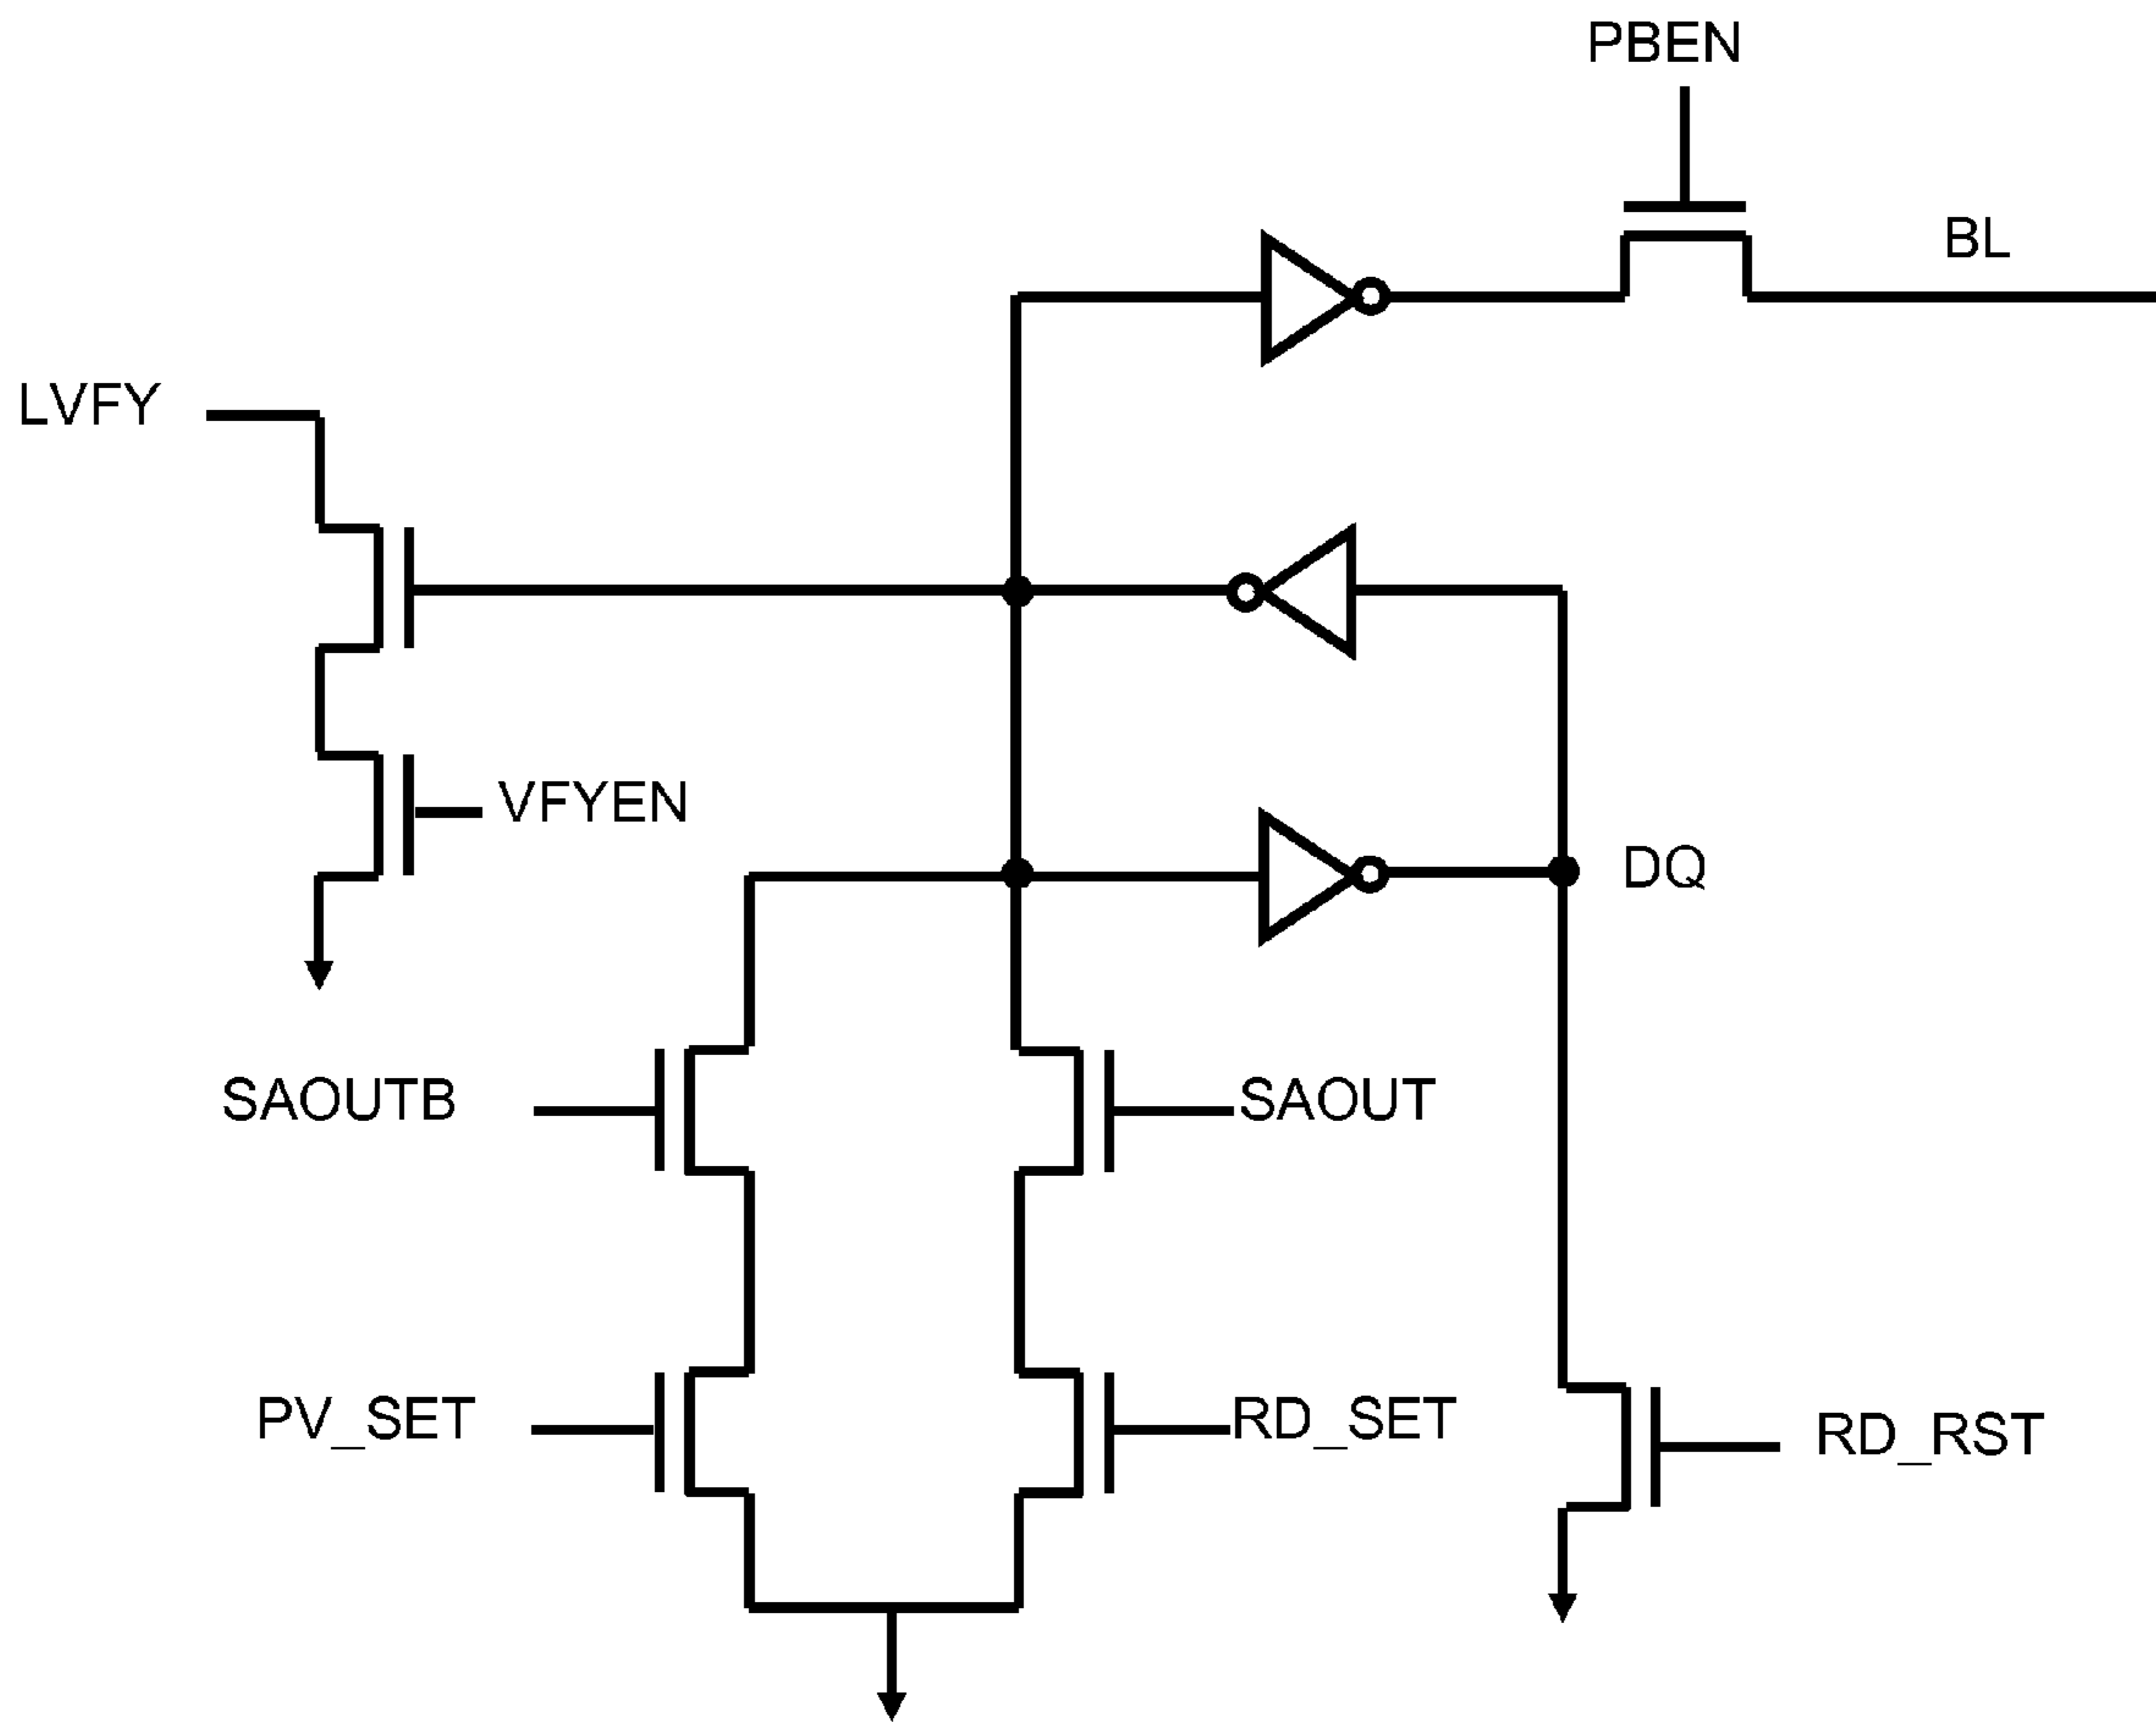 PBEN
BL
LVFY
VFYEN
DQ
SAOUTB
SAOUT
PV_SET
RD_SET
RD_RST